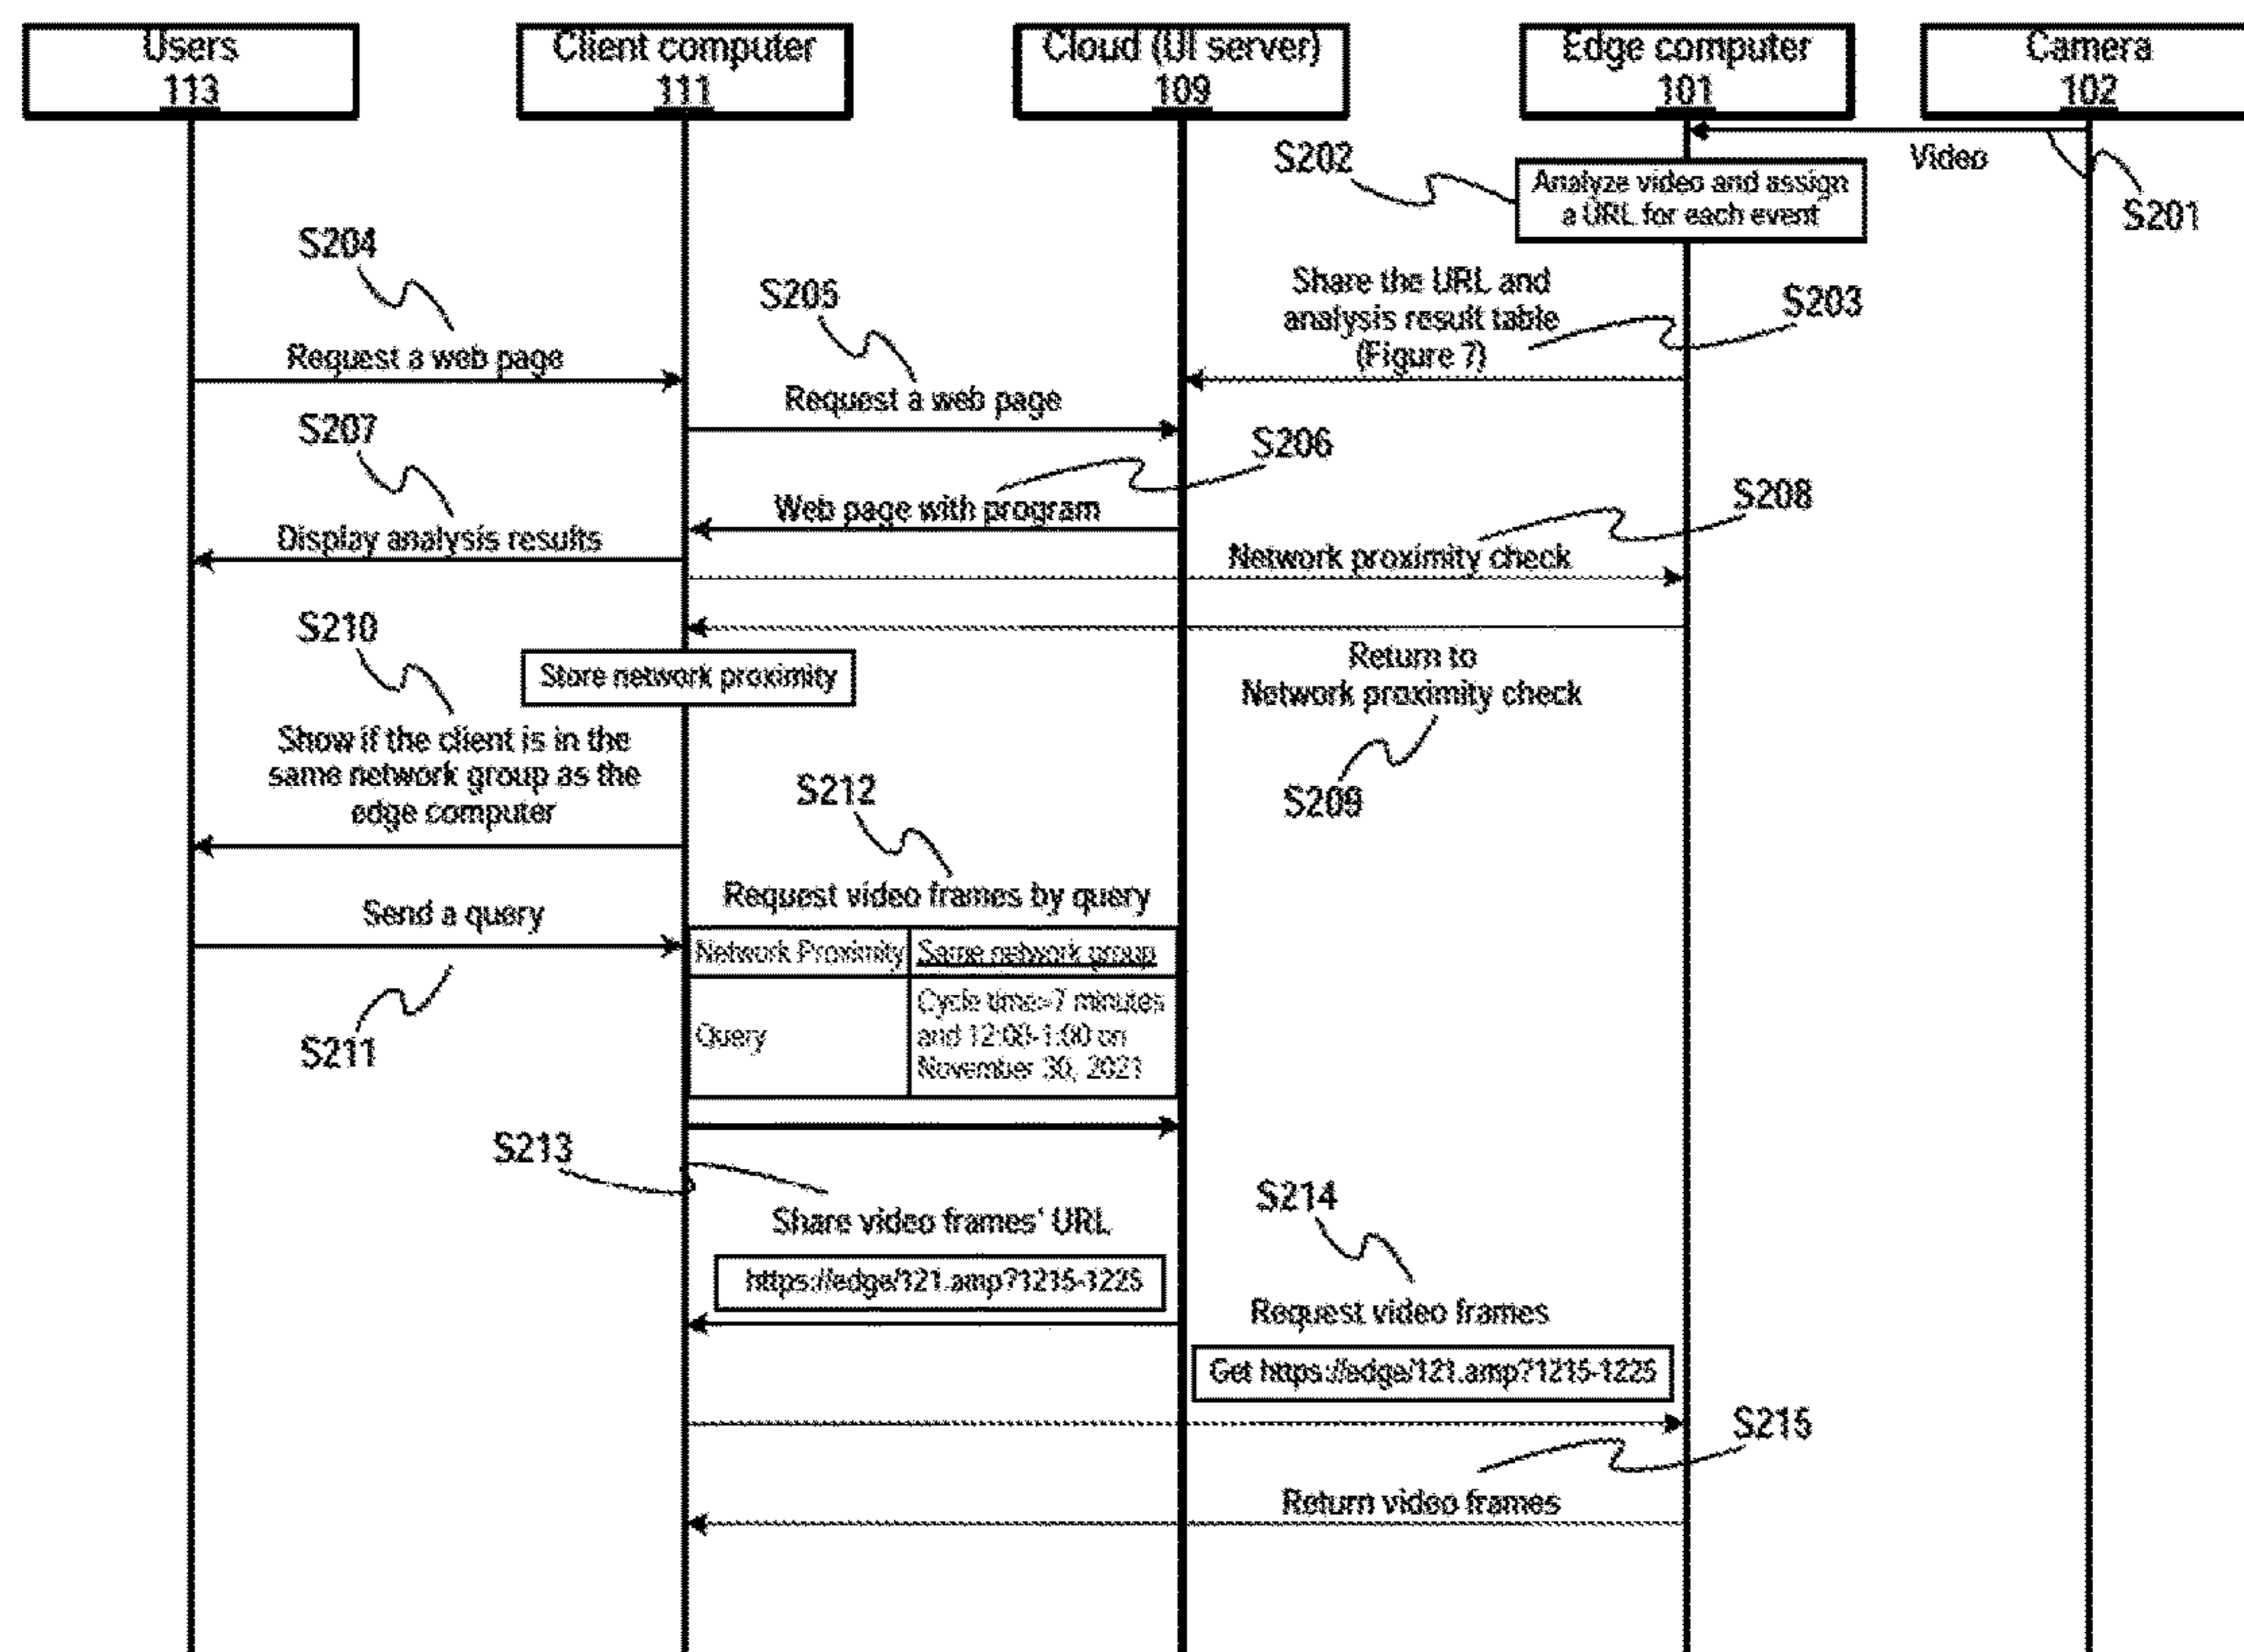 Users
113
Client computer
111
Cloud (UI server)
109
Edge computer
101
Camera
102
Video
S201
S202
Analyze video and assign
a URL for each event
Share the URL and
analysis result table
(Figure 7)
S203
S204
Request a web page
S205
Request a web page
S206
Web page with program
S207
Display analysis results
S208
Network proximity check
Return to
Network proximity check
S209
Store network proximity
S210
Show if the client is in the
same network group as the
edge computer
Send a query
S211
S212
Request video frames by query
Network Proximity
Same network group
Query
Cycle time>7 minutes
and 12:00-1:00 on
November 30, 2021
S213
Share video frames' URL
https://edge/121.amp?1215-1225
S214
Request video frames
Get https://edge/121.amp?1215-1225
S215
Return video frames